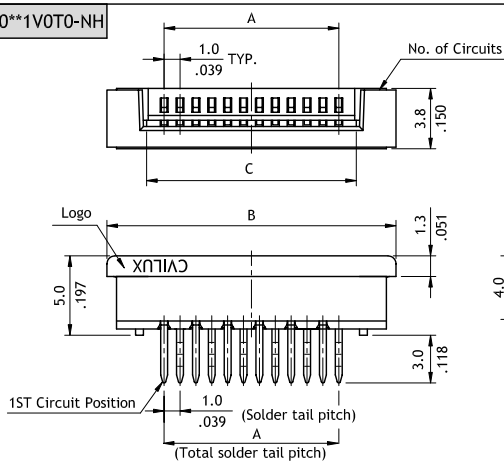 0**1V0T0-NH
A
1.0
.039
TYP.
No. of Circuits
3.8
.150
C
Logo
B
1.3
.051
CVILUX
5.0
.197
4.0
3.0
.118
1ST Circuit Position
1.0
.039
(Solder tail pitch)
A
(Total solder tail pitch)